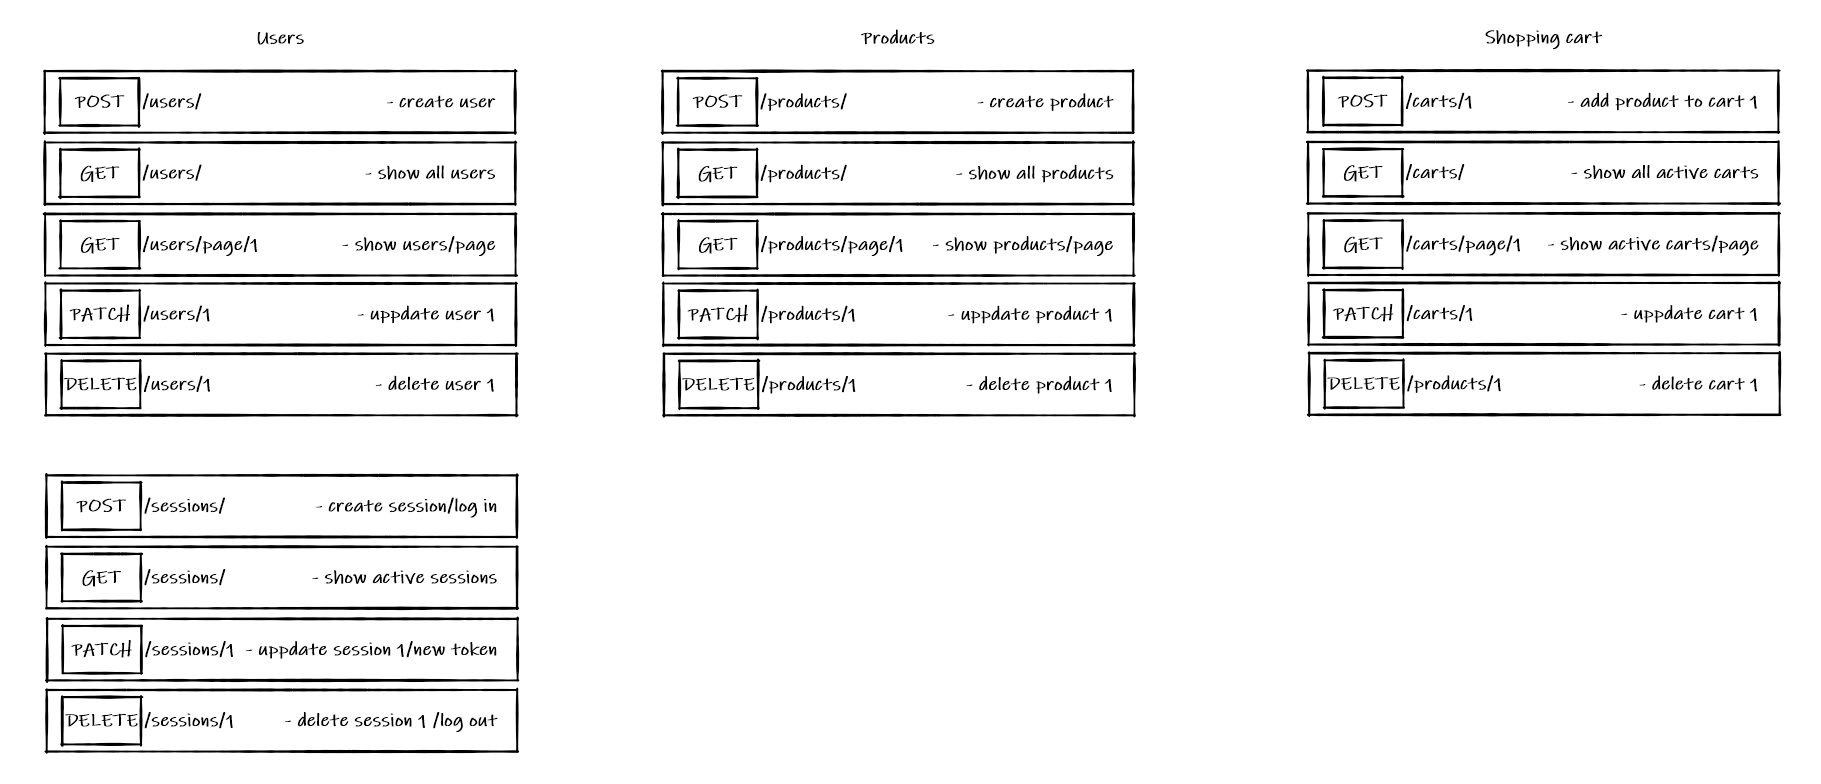 Users
POST /users/ - create user
GET /users/ - show all users
GET /users/page/1 - show users/page
PATCH /users/1 - uppdate user 1
DELETE /users/1 - delete user 1
POST /sessions/ - create session/log in
GET /sessions/ - show active sessions
PATCH /sessions/1 - uppdate session 1/new token
DELETE /sessions/1 - delete session 1 /log out
Products
POST /products/ - create product
GET /products/ - show all products
GET /products/page/1 - show products/page
PATCH /products/1 - uppdate product 1
DELETE /products/1 - delete product 1
Shopping cart
POST /carts/1 - add product to cart 1
GET /carts/ - show all active carts
GET /carts/page/1 - show active carts/page
PATCH /carts/1 - uppdate cart 1
DELETE /products/1 - delete cart 1